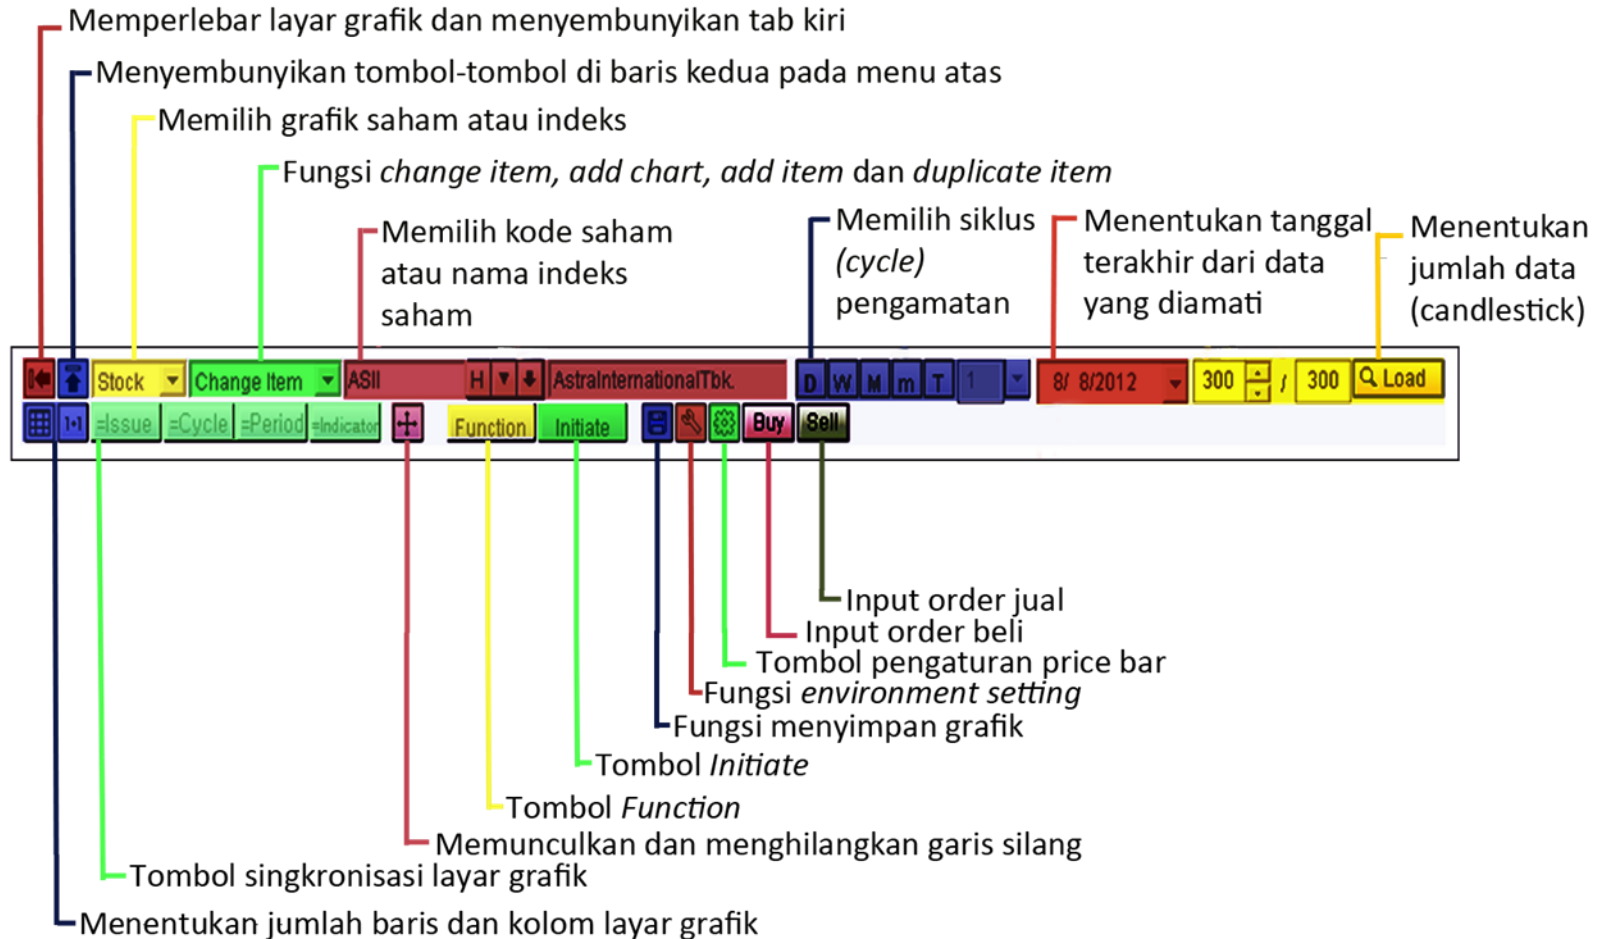 Memperlebar layar grafik dan menyembunyikan tab kiri
Menyembunyikan tombol-tombol di baris kedua pada menu atas
Memilih grafik saham atau indeks
Fungsi change item, add chart, add item dan duplicate item
Memilih kode saham
atau nama indeks
saham
Memilih siklus
(cycle)
pengamatan
Menentukan tanggal
terakhir dari data
yang diamati
Menentukan
jumlah data
(candlestick)
Stock Change Item ASII H AstraInternationalTbk. D W M m T 1 8/ 8/2012 300 / 300 Load
1+1 =Issue =Cycle =Period =Indicator Function Initiate Buy Sell
Input order jual
Input order beli
Tombol pengaturan price bar
Fungsi environment setting
Fungsi menyimpan grafik
Tombol Initiate
Tombol Function
Memunculkan dan menghilangkan garis silang
Tombol singkronisasi layar grafik
Menentukan jumlah baris dan kolom layar grafik